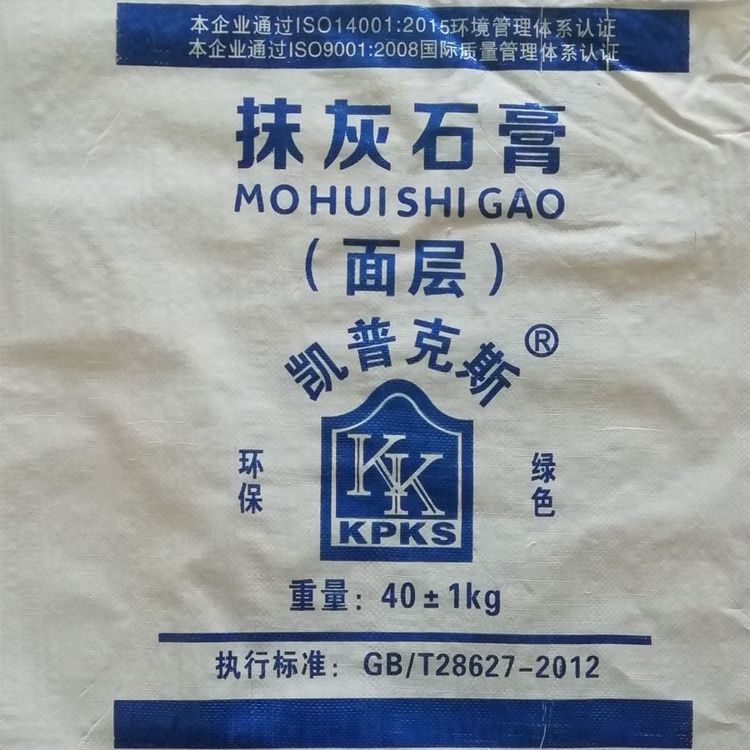 本企业通过ISO14001:2015环境管理体系认证
本企业通过ISO9001:2008国际质量管理体系认证
抹灰石膏
MOHUISHIGAO
（面层）
凯普克斯®
环保
KK
KPKS
绿色
重量：40±1kg
执行标准：GB/T28627-2012